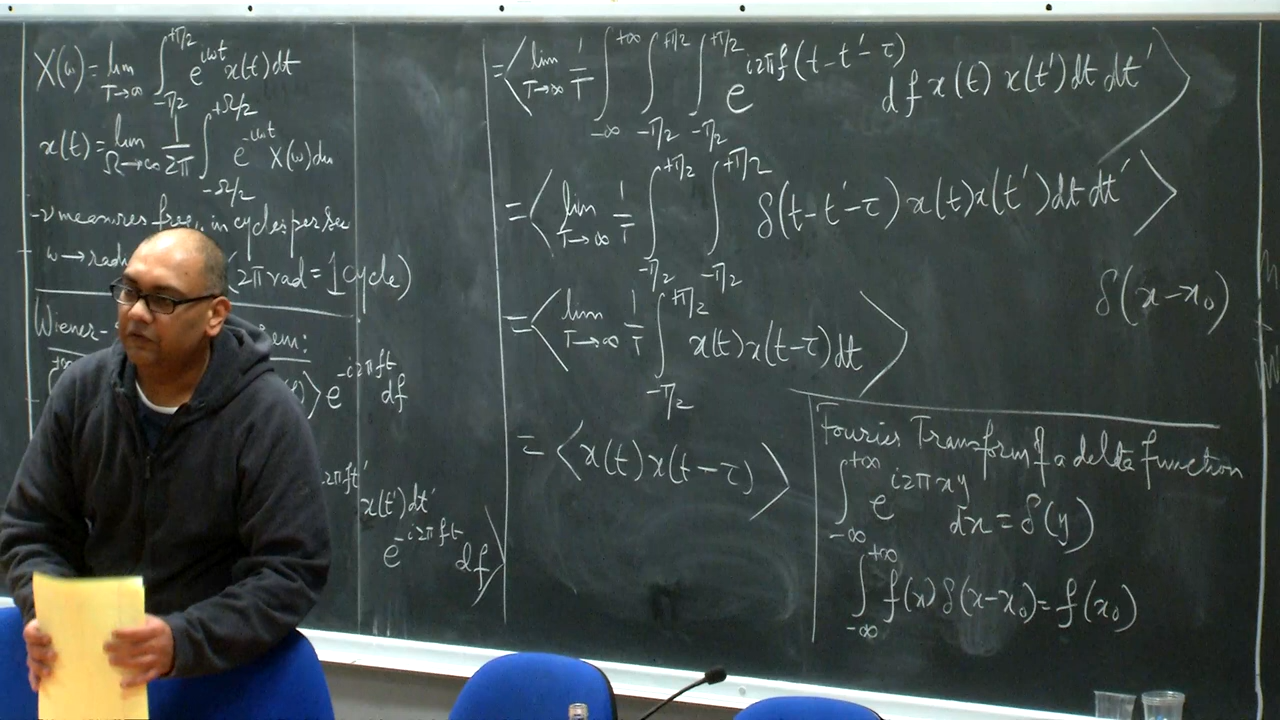 X(ω) = lim T→∞ ∫_{-T/2}^{+T/2} e^{iωt} x(t) dt
x(t) = lim Ω→∞ 1/2π ∫_{-Ω/2}^{+Ω/2} e^{-iωt} X(ω) dω
-ν measures freq. in cycles per sec
ω → rad (2π rad = 1 cycle)
Wiener-
e^{-i2πft} df
x(t') dt'
e^{-i2πft} df⟩
= ⟨ lim T→∞ 1/T ∫_{-∞}^{+∞} ∫_{-T/2}^{+T/2} ∫_{-T/2}^{+T/2} e^{i2πf(t-t'-τ)} df x(t) x(t') dt dt' ⟩
= ⟨ lim T→∞ 1/T ∫_{-T/2}^{+T/2} ∫_{-T/2}^{+T/2} δ(t-t'-τ) x(t) x(t') dt dt' ⟩
δ(x-x₀)
= ⟨ lim T→∞ 1/T ∫_{-T/2}^{+T/2} x(t) x(t-τ) dt ⟩
= ⟨ x(t) x(t-τ) ⟩
Fourier Transform of a delta function
∫_{-∞}^{+∞} e^{i2πxy} dx = δ(y)
∫_{-∞}^{+∞} f(x) δ(x-x₀) = f(x₀)